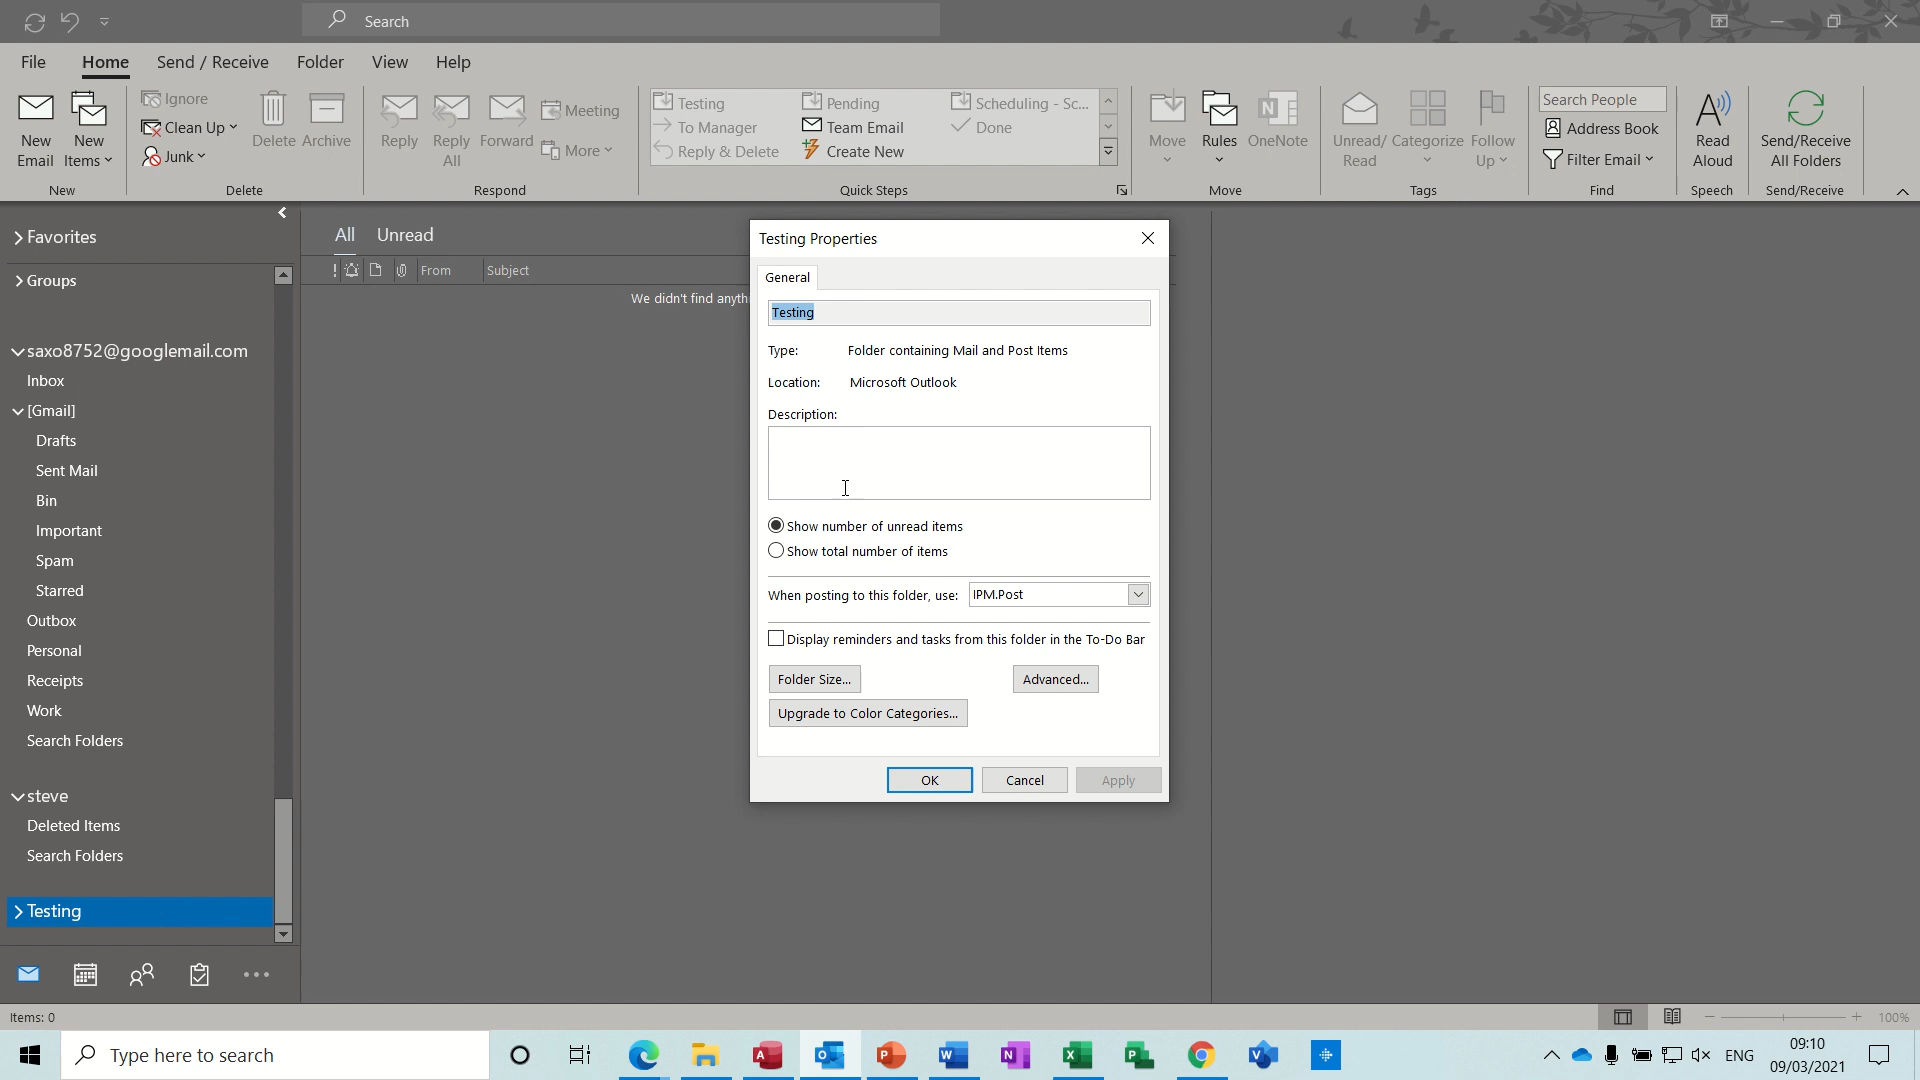 Search
File Home Send / Receive Folder View Help
New Email
New Items
Ignore
Clean Up
Junk
Delete
Archive
Reply
Reply All
Forward
Meeting
More
Testing
To Manager
Reply & Delete
Pending
Team Email
Create New
Scheduling - Sc...
Done
Move
Rules
OneNote
Unread/ Read
Categorize
Follow Up
Search People
Address Book
Filter Email
Read Aloud
Send/Receive All Folders
New Delete Respond Quick Steps Move Tags Find Speech Send/Receive
Favorites
Groups
saxo8752@googlemail.com
Inbox
[Gmail]
Drafts
Sent Mail
Bin
Important
Spam
Starred
Outbox
Personal
Receipts
Work
Search Folders
steve
Deleted Items
Search Folders
Testing
All Unread
! From Subject
We didn't find anyth
Testing Properties
General
Testing
Type: Folder containing Mail and Post Items
Location: Microsoft Outlook
Description:
Show number of unread items
Show total number of items
When posting to this folder, use: IPM.Post
Display reminders and tasks from this folder in the To-Do Bar
Folder Size... Advanced...
Upgrade to Color Categories...
OK Cancel Apply
Items: 0
100%
Type here to search
ENG
09:10
09/03/2021